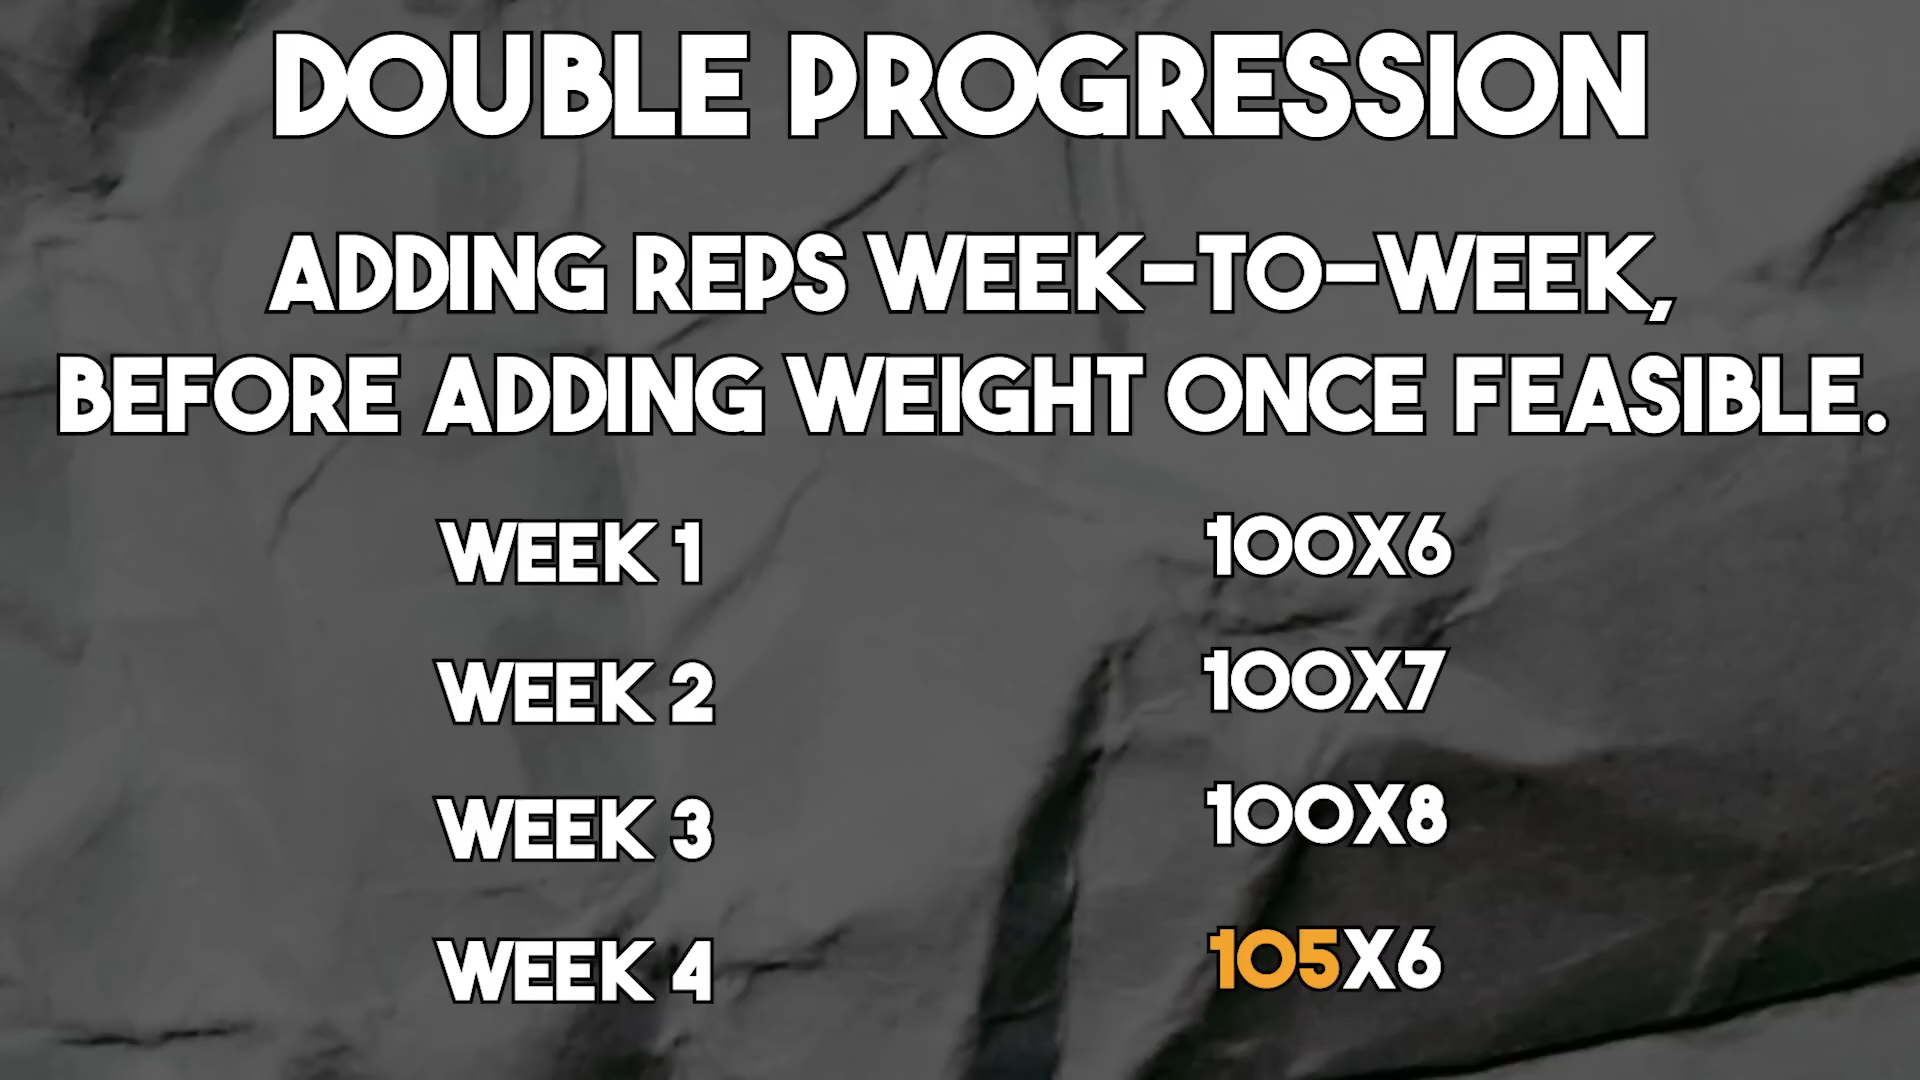 DOUBLE PROGRESSION
ADDING REPS WEEK-TO-WEEK,
BEFORE ADDING WEIGHT ONCE FEASIBLE.
WEEK 1 100X6
WEEK 2 100X7
WEEK 3 100X8
WEEK 4 105X6